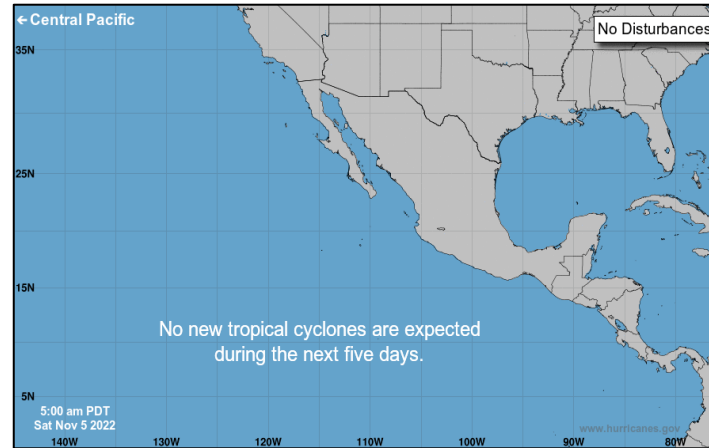 ← Central Pacific
No Disturbances
35N
25N
15N
No new tropical cyclones are expected
during the next five days.
5N
5:00 am PDT
Sat Nov 5 2022
www.hurricanes.gov
140W 130W 120W 110W 100W 90W 80W